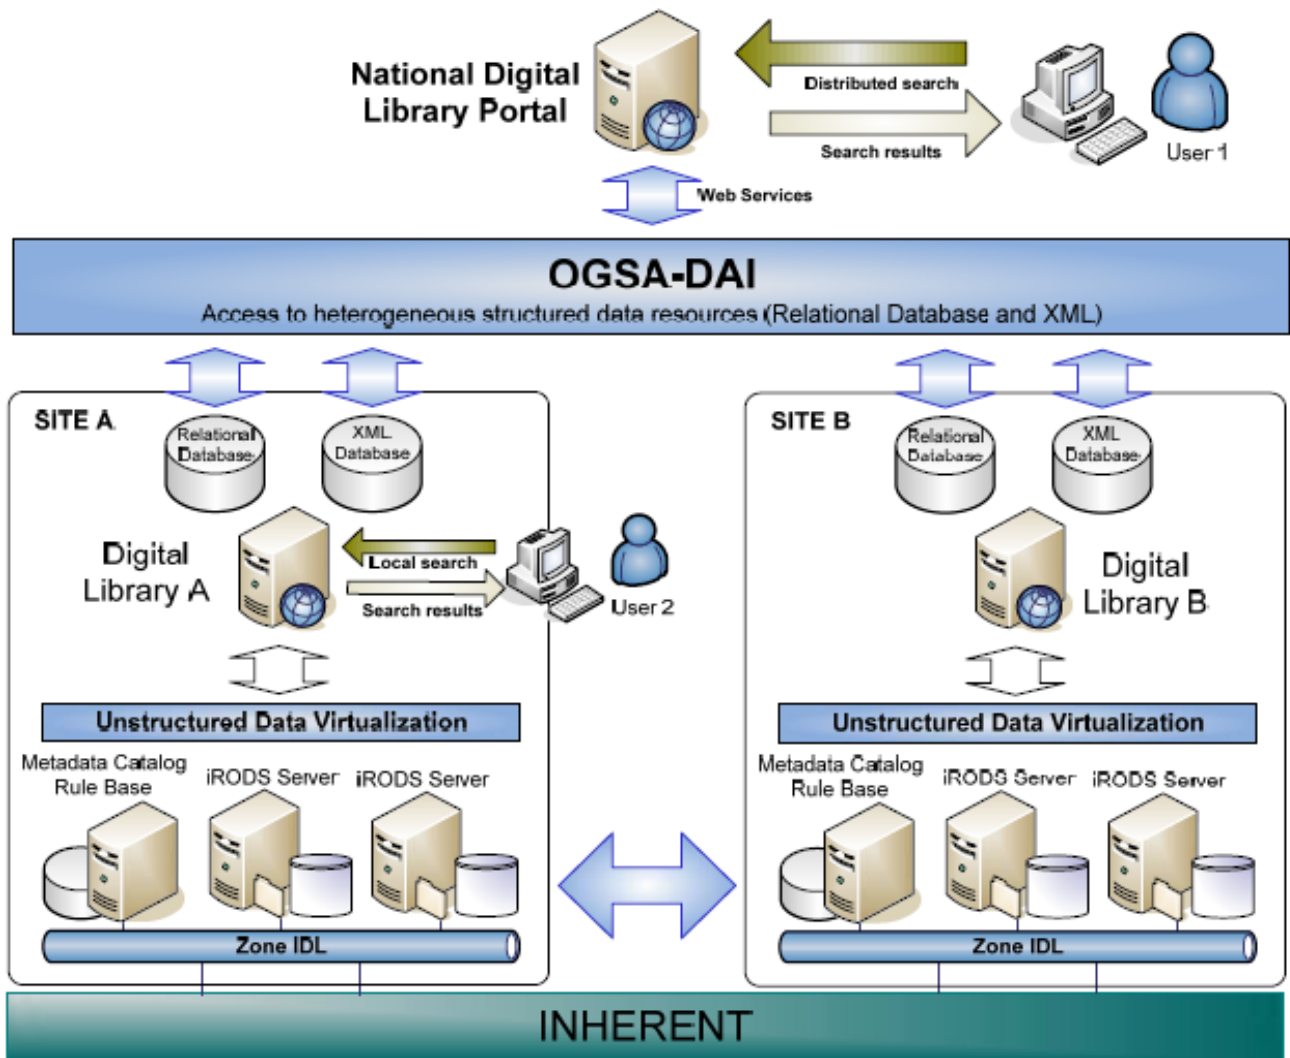 National Digital
Library Portal
Distributed search
Search results
User 1
Web Services
OGSA-DAI
Access to heterogeneous structured data resources (Relational Database and XML)
SITE A
Relational
Database
XML
Database
Digital
Library A
Local search
Search results
User 2
Unstructured Data Virtualization
Metadata Catalog
Rule Base
iRODS Server
iRODS Server
Zone IDL
SITE B
Relational
Database
XML
Database
Digital
Library B
Unstructured Data Virtualization
Metadata Catalog
Rule Base
iRODS Server
iRODS Server
Zone IDL
INHERENT